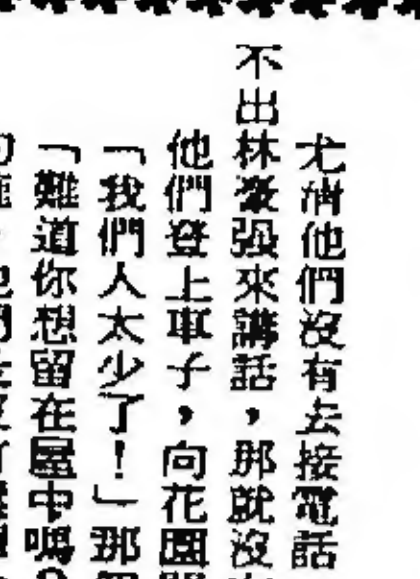 尤情他們沒有去接電話
不出林豪强來講話，那就沒
他們登上車子，向花園
「我們人太少了！」那
「難道你想留在屋中嗎？